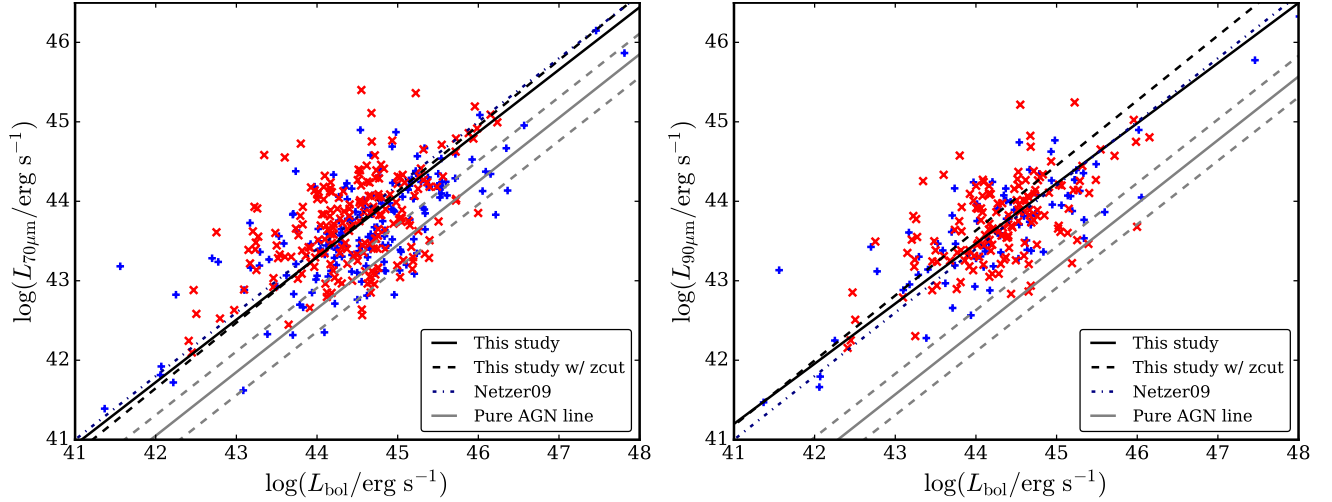 46
45
44
43
42
41
41 42 43 44 45 46 47 48
log(L70μm/erg s−1)
log(Lbol/erg s−1)
This study
This study w/ zcut
Netzer09
Pure AGN line
46
45
44
43
42
41
41 42 43 44 45 46 47 48
log(L90μm/erg s−1)
log(Lbol/erg s−1)
This study
This study w/ zcut
Netzer09
Pure AGN line